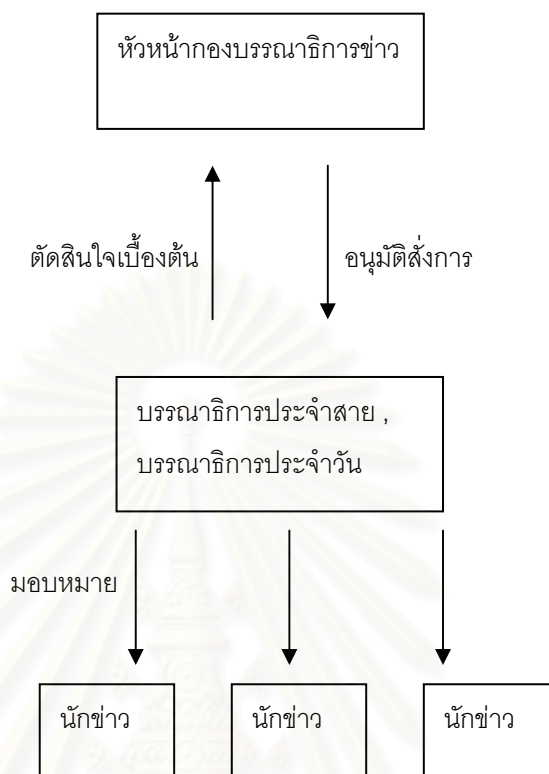 หัวหน้ากองบรรณาธิการข่าว
ตัดสินใจเบื้องต้น
อนุมัติสั่งการ
บรรณาธิการประจำสาย ,
บรรณาธิการประจำวัน
มอบหมาย
นักข่าว
นักข่าว
นักข่าว